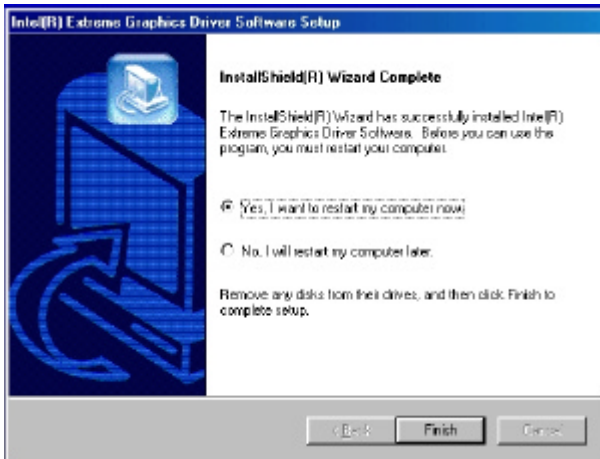 Intel(R) Extreme Graphics Driver Software Setup
InstallShield(R) Wizard Complete
The InstallShield(R) Wizard has successfully installed Intel(R)
Extreme Graphics Driver Software. Before you can use the
program, you must restart your computer.
Yes, I want to restart my computer now.
No, I will restart my computer later.
Remove any disks from their drives, and then click Finish to
complete setup.
< Back
Finish
Cancel